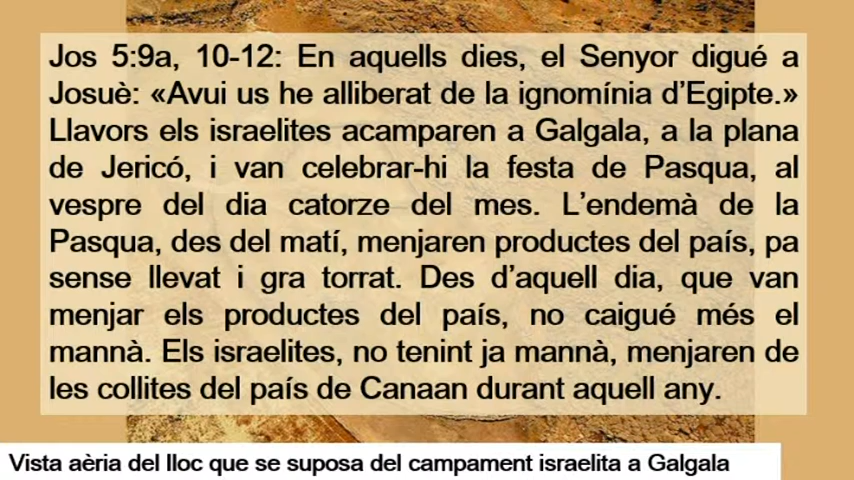 Jos 5:9a, 10-12: En aquells dies, el Senyor digué a
Josuè: «Avui us he alliberat de la ignomínia d'Egipte.»
Llavors els israelites acamparen a Galgala, a la plana
de Jericó, i van celebrar-hi la festa de Pasqua, al
vespre del dia catorze del mes. L'endemà de la
Pasqua, des del matí, menjaren productes del país, pa
sense llevat i gra torrat. Des d'aquell dia, que van
menjar els productes del país, no caigué més el
mannà. Els israelites, no tenint ja mannà, menjaren de
les collites del país de Canaan durant aquell any.
Vista aèria del lloc que se suposa del campament israelita a Galgala